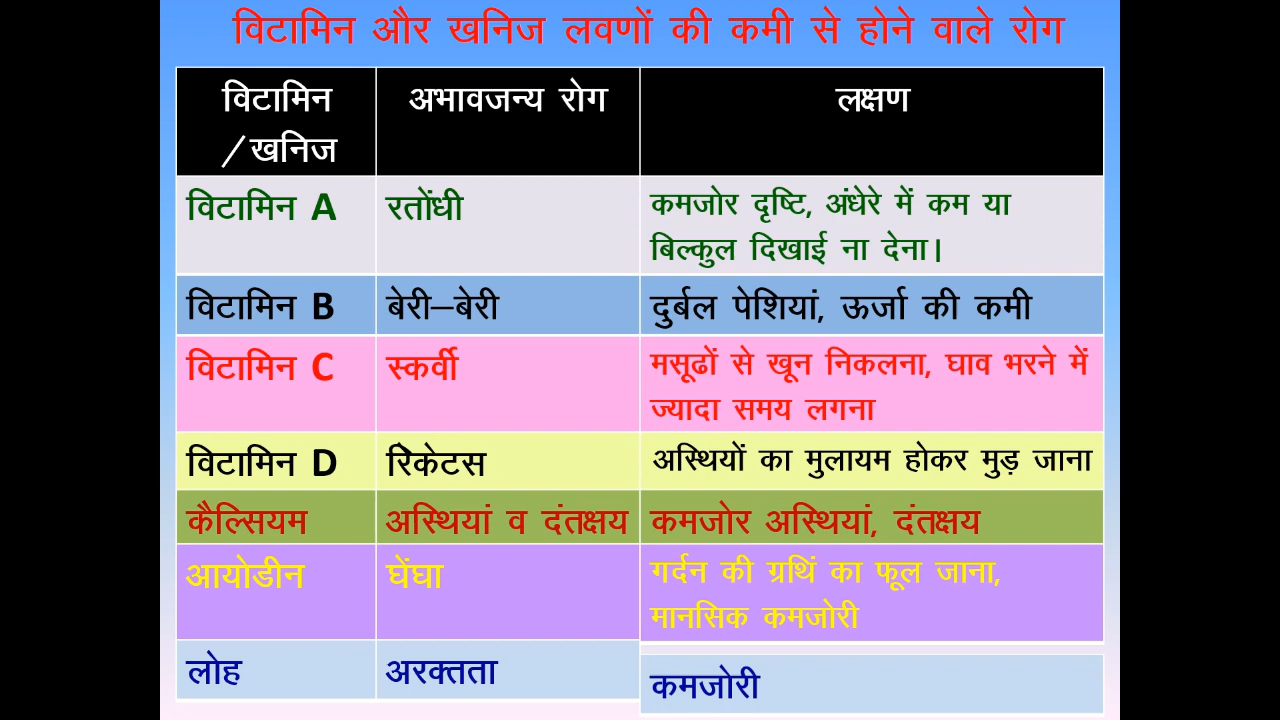 विटामिन और खनिज लवणों की कमी से होने वाले रोग
विटामिन
/खनिज
अभावजन्य रोग
लक्षण
विटामिन A
रतोंधी
कमजोर दृष्टि, अंधेरे में कम या
बिल्कुल दिखाई ना देना।
विटामिन B
बेरी–बेरी
दुर्बल पेशियां, ऊर्जा की कमी
विटामिन C
स्कर्वी
मसूढों से खून निकलना, घाव भरने में
ज्यादा समय लगना
विटामिन D
रिेकेटस
अस्थियों का मुलायम होकर मुड़ जाना
कैल्सियम
अस्थियां व दंतक्षय
कमजोर अस्थियां, दंतक्षय
आयोडीन
घेंघा
गर्दन की ग्रथिं का फूल जाना,
मानसिक कमजोरी
लोह
अरक्तता
कमजोरी